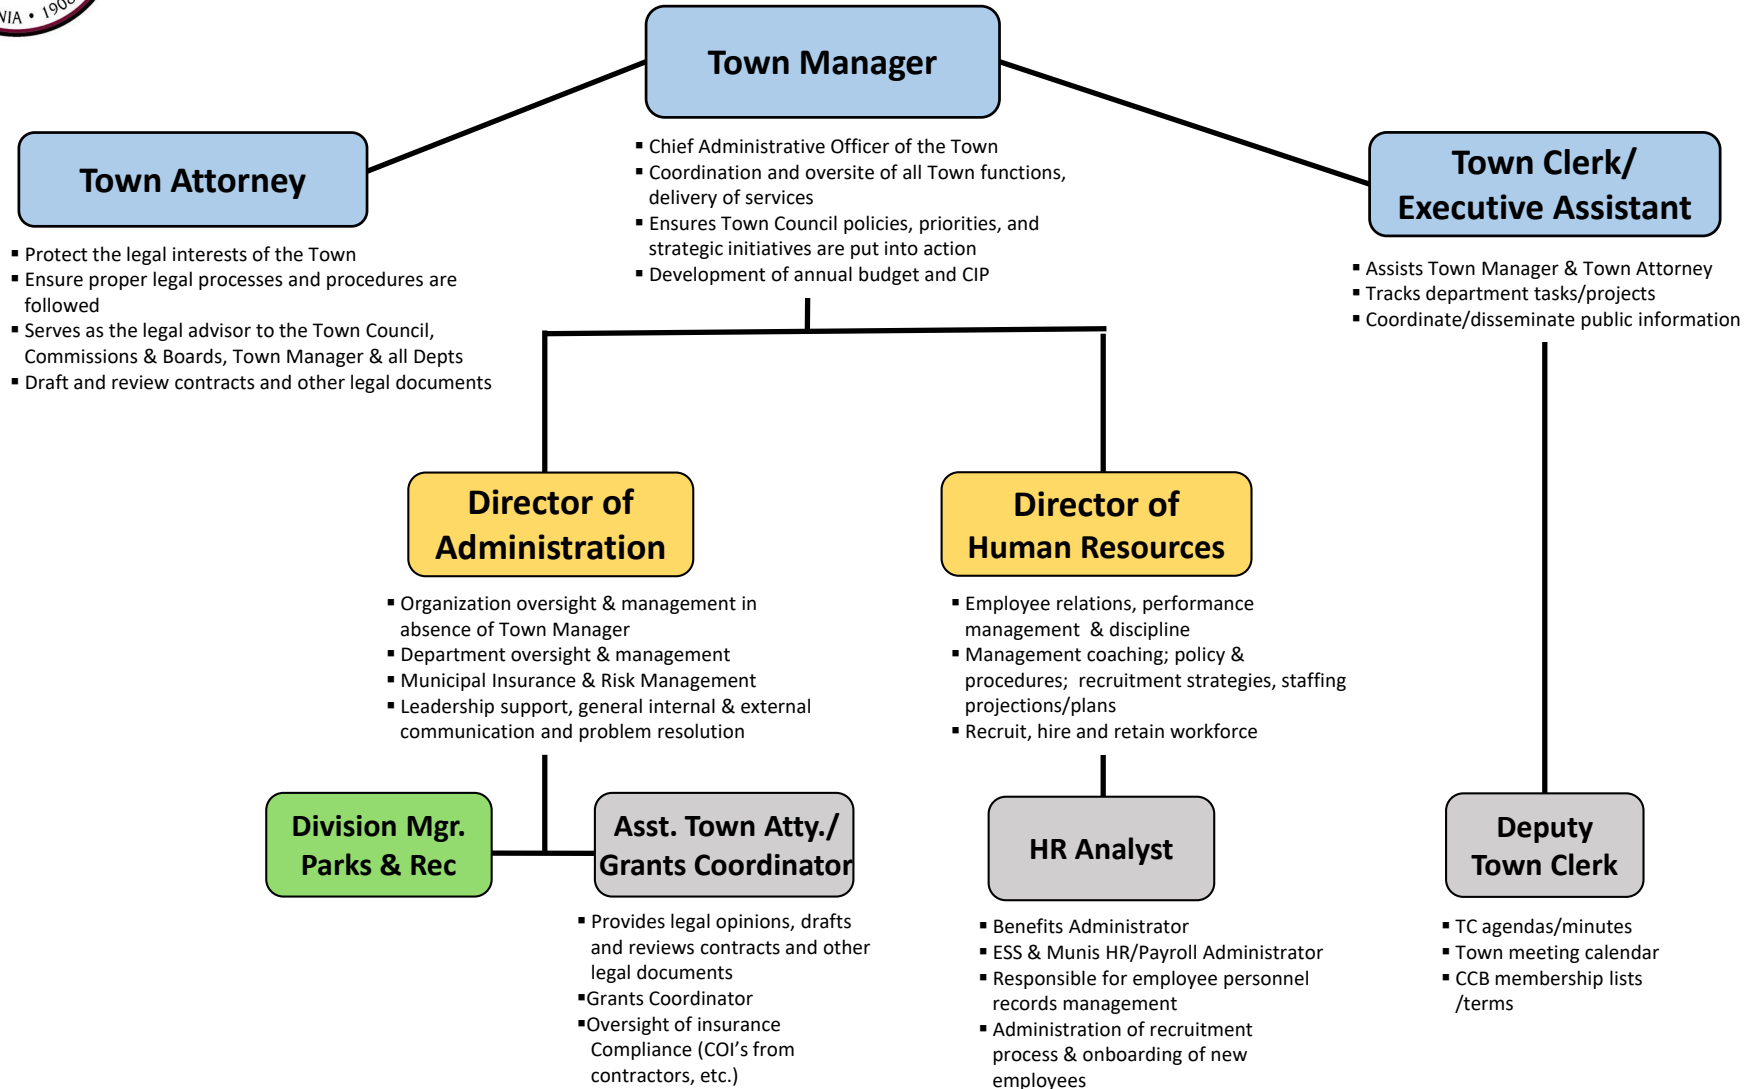 NIA • 1908
Town Manager
▪ Chief Administrative Officer of the Town
▪ Coordination and oversite of all Town functions,
delivery of services
▪ Ensures Town Council policies, priorities, and
strategic initiatives are put into action
▪ Development of annual budget and CIP
Town Attorney
▪ Protect the legal interests of the Town
▪ Ensure proper legal processes and procedures are
followed
▪ Serves as the legal advisor to the Town Council,
Commissions & Boards, Town Manager & all Depts
▪ Draft and review contracts and other legal documents
Town Clerk/
Executive Assistant
▪ Assists Town Manager & Town Attorney
▪ Tracks department tasks/projects
▪ Coordinate/disseminate public information
Director of
Administration
▪ Organization oversight & management in
absence of Town Manager
▪ Department oversight & management
▪ Municipal Insurance & Risk Management
▪ Leadership support, general internal & external
communication and problem resolution
Director of
Human Resources
▪ Employee relations, performance
management & discipline
▪ Management coaching; policy &
procedures; recruitment strategies, staffing
projections/plans
▪ Recruit, hire and retain workforce
Division Mgr.
Parks & Rec
Asst. Town Atty./
Grants Coordinator
▪ Provides legal opinions, drafts
and reviews contracts and other
legal documents
▪Grants Coordinator
▪Oversight of insurance
Compliance (COI's from
contractors, etc.)
HR Analyst
▪ Benefits Administrator
▪ ESS & Munis HR/Payroll Administrator
▪ Responsible for employee personnel
records management
▪ Administration of recruitment
process & onboarding of new
employees
Deputy
Town Clerk
▪ TC agendas/minutes
▪ Town meeting calendar
▪ CCB membership lists
/terms